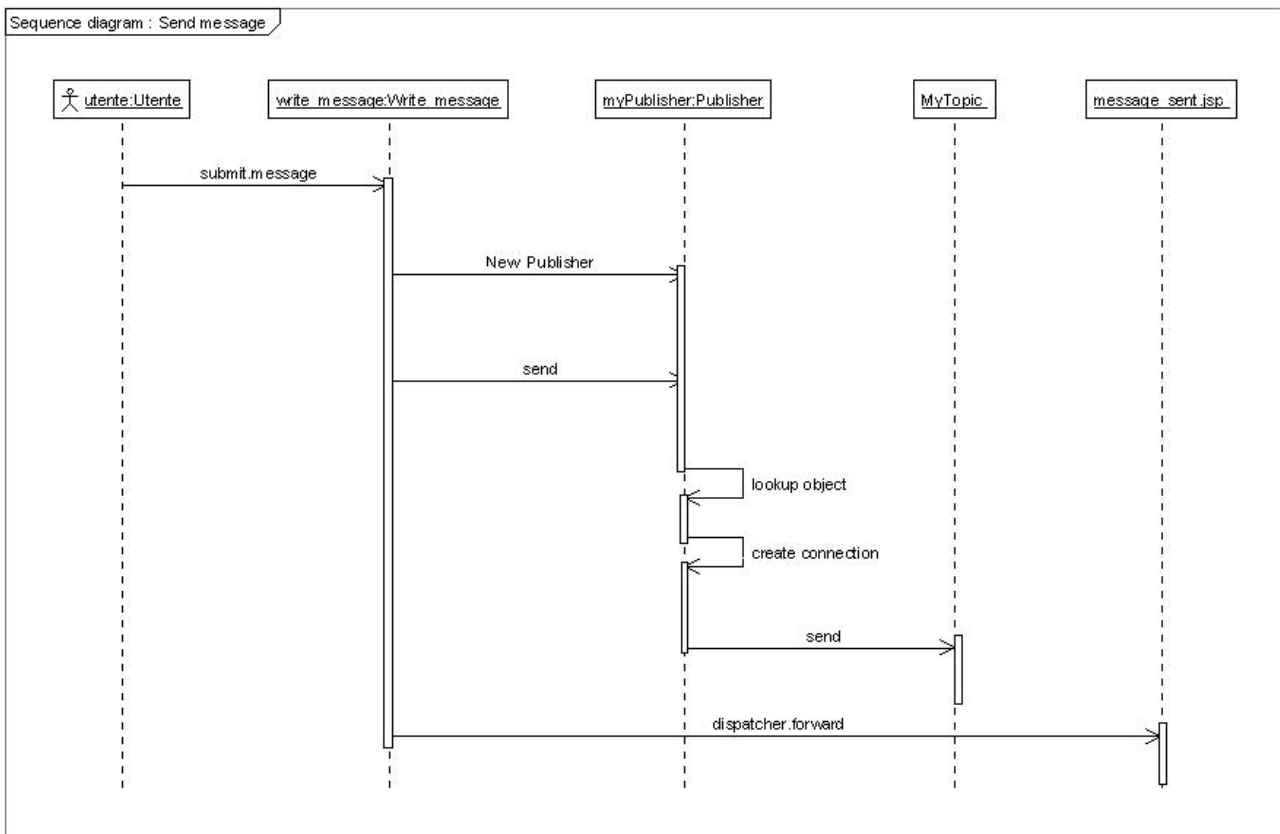 Sequence diagram : Send message
utente:Utente
write_message:Write_message
myPublisher:Publisher
MyTopic
message_sent.jsp
submit.message
New Publisher
send
lookup object
create connection
send
dispatcher.forward